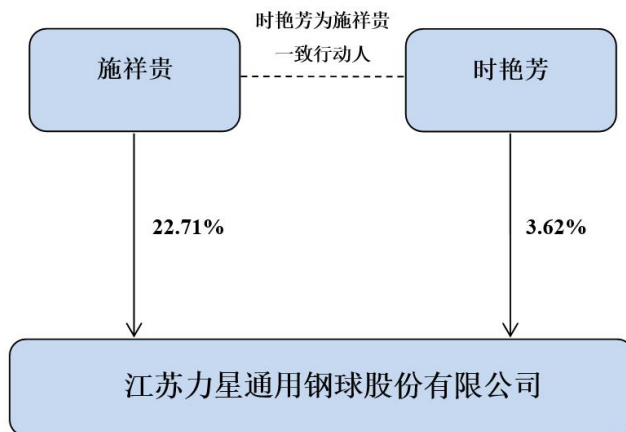 时艳芳为施祥贵
一致行动人
施祥贵
时艳芳
22.71%
3.62%
江苏力星通用钢球股份有限公司